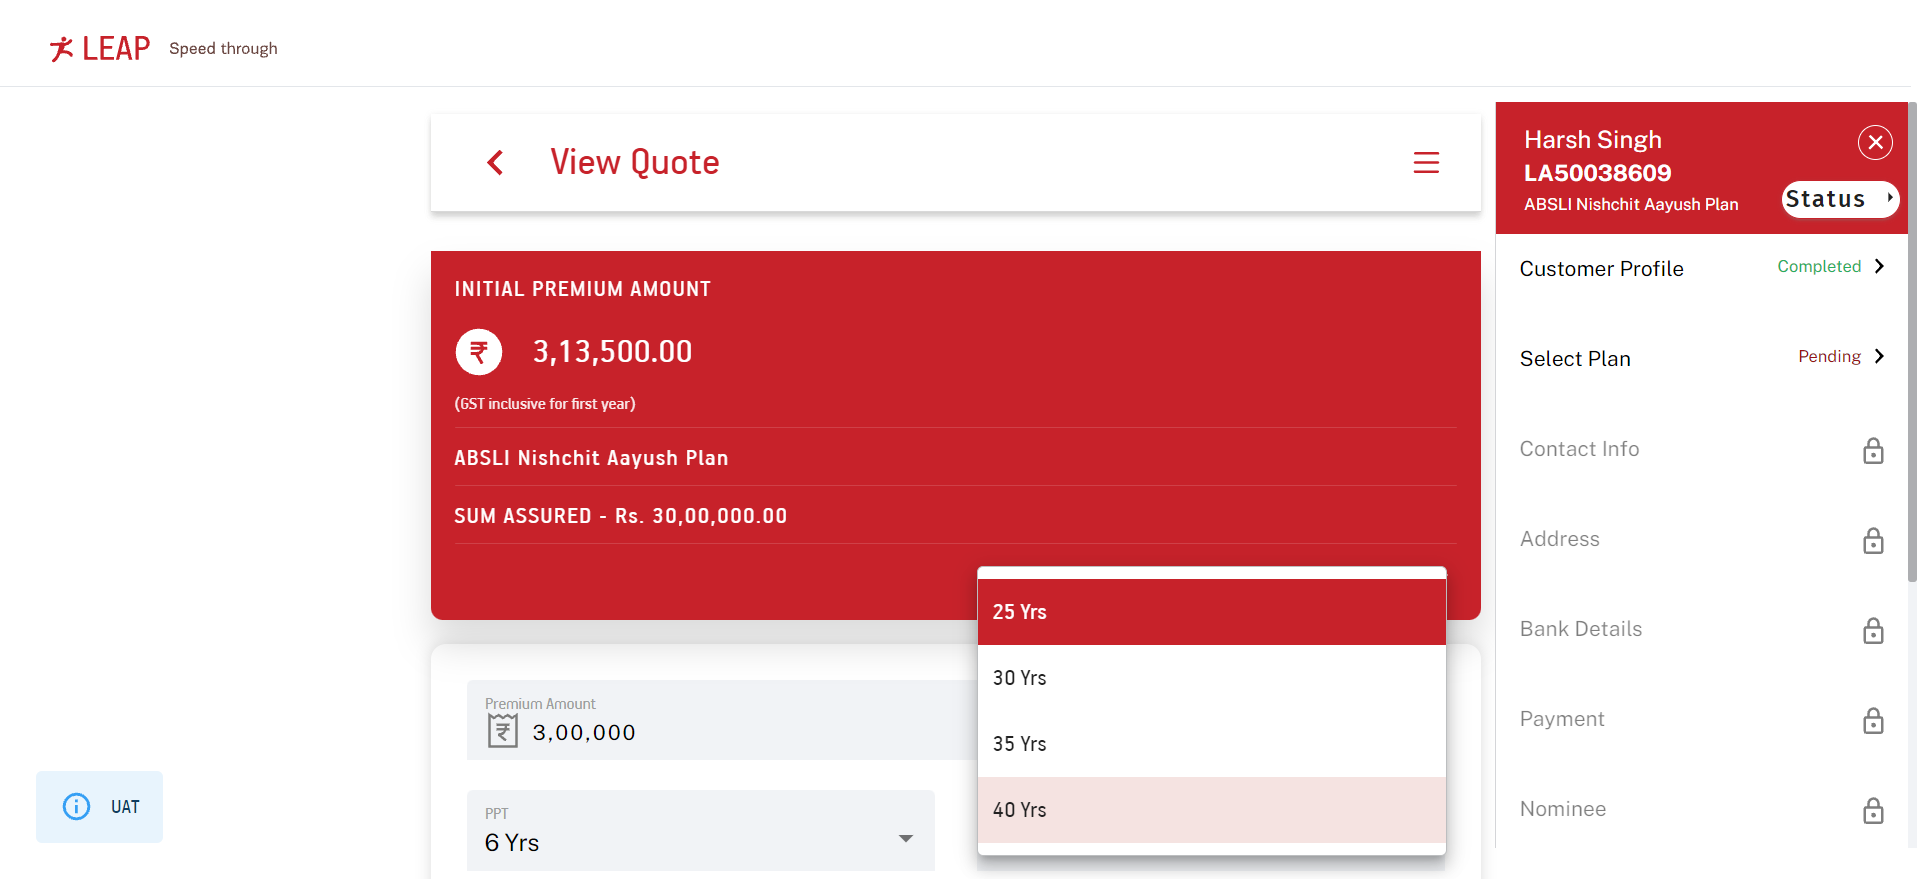 LEAP Speed through
View Quote
INITIAL PREMIUM AMOUNT
₹ 3,13,500.00
(GST inclusive for first year)
ABSLI Nishchit Aayush Plan
SUM ASSURED - Rs. 30,00,000.00
25 Yrs
30 Yrs
35 Yrs
40 Yrs
Premium Amount
₹ 3,00,000
PPT
6 Yrs
UAT
Harsh Singh
LA50038609
ABSLI Nishchit Aayush Plan
Status
Customer Profile Completed
Select Plan Pending
Contact Info
Address
Bank Details
Payment
Nominee